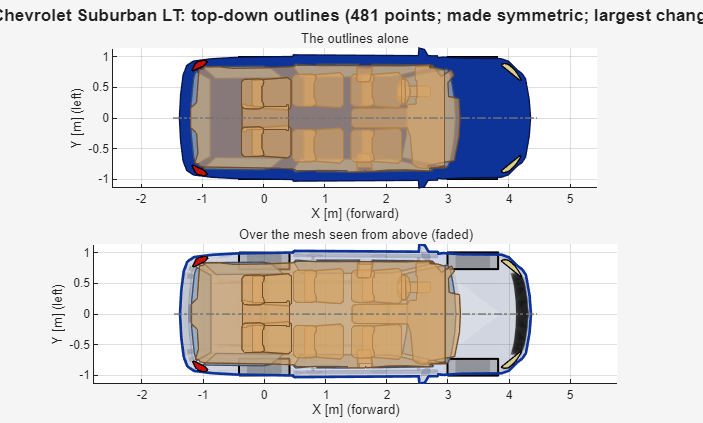 Chevrolet Suburban LT: top-down outlines (481 points; made symmetric; largest chang
The outlines alone
1
0.5
0
-0.5
-1
Y [m] (left)
-2 -1 0 1 2 3 4 5
X [m] (forward)
Over the mesh seen from above (faded)
1
0.5
0
-0.5
-1
Y [m] (left)
-2 -1 0 1 2 3 4 5
X [m] (forward)